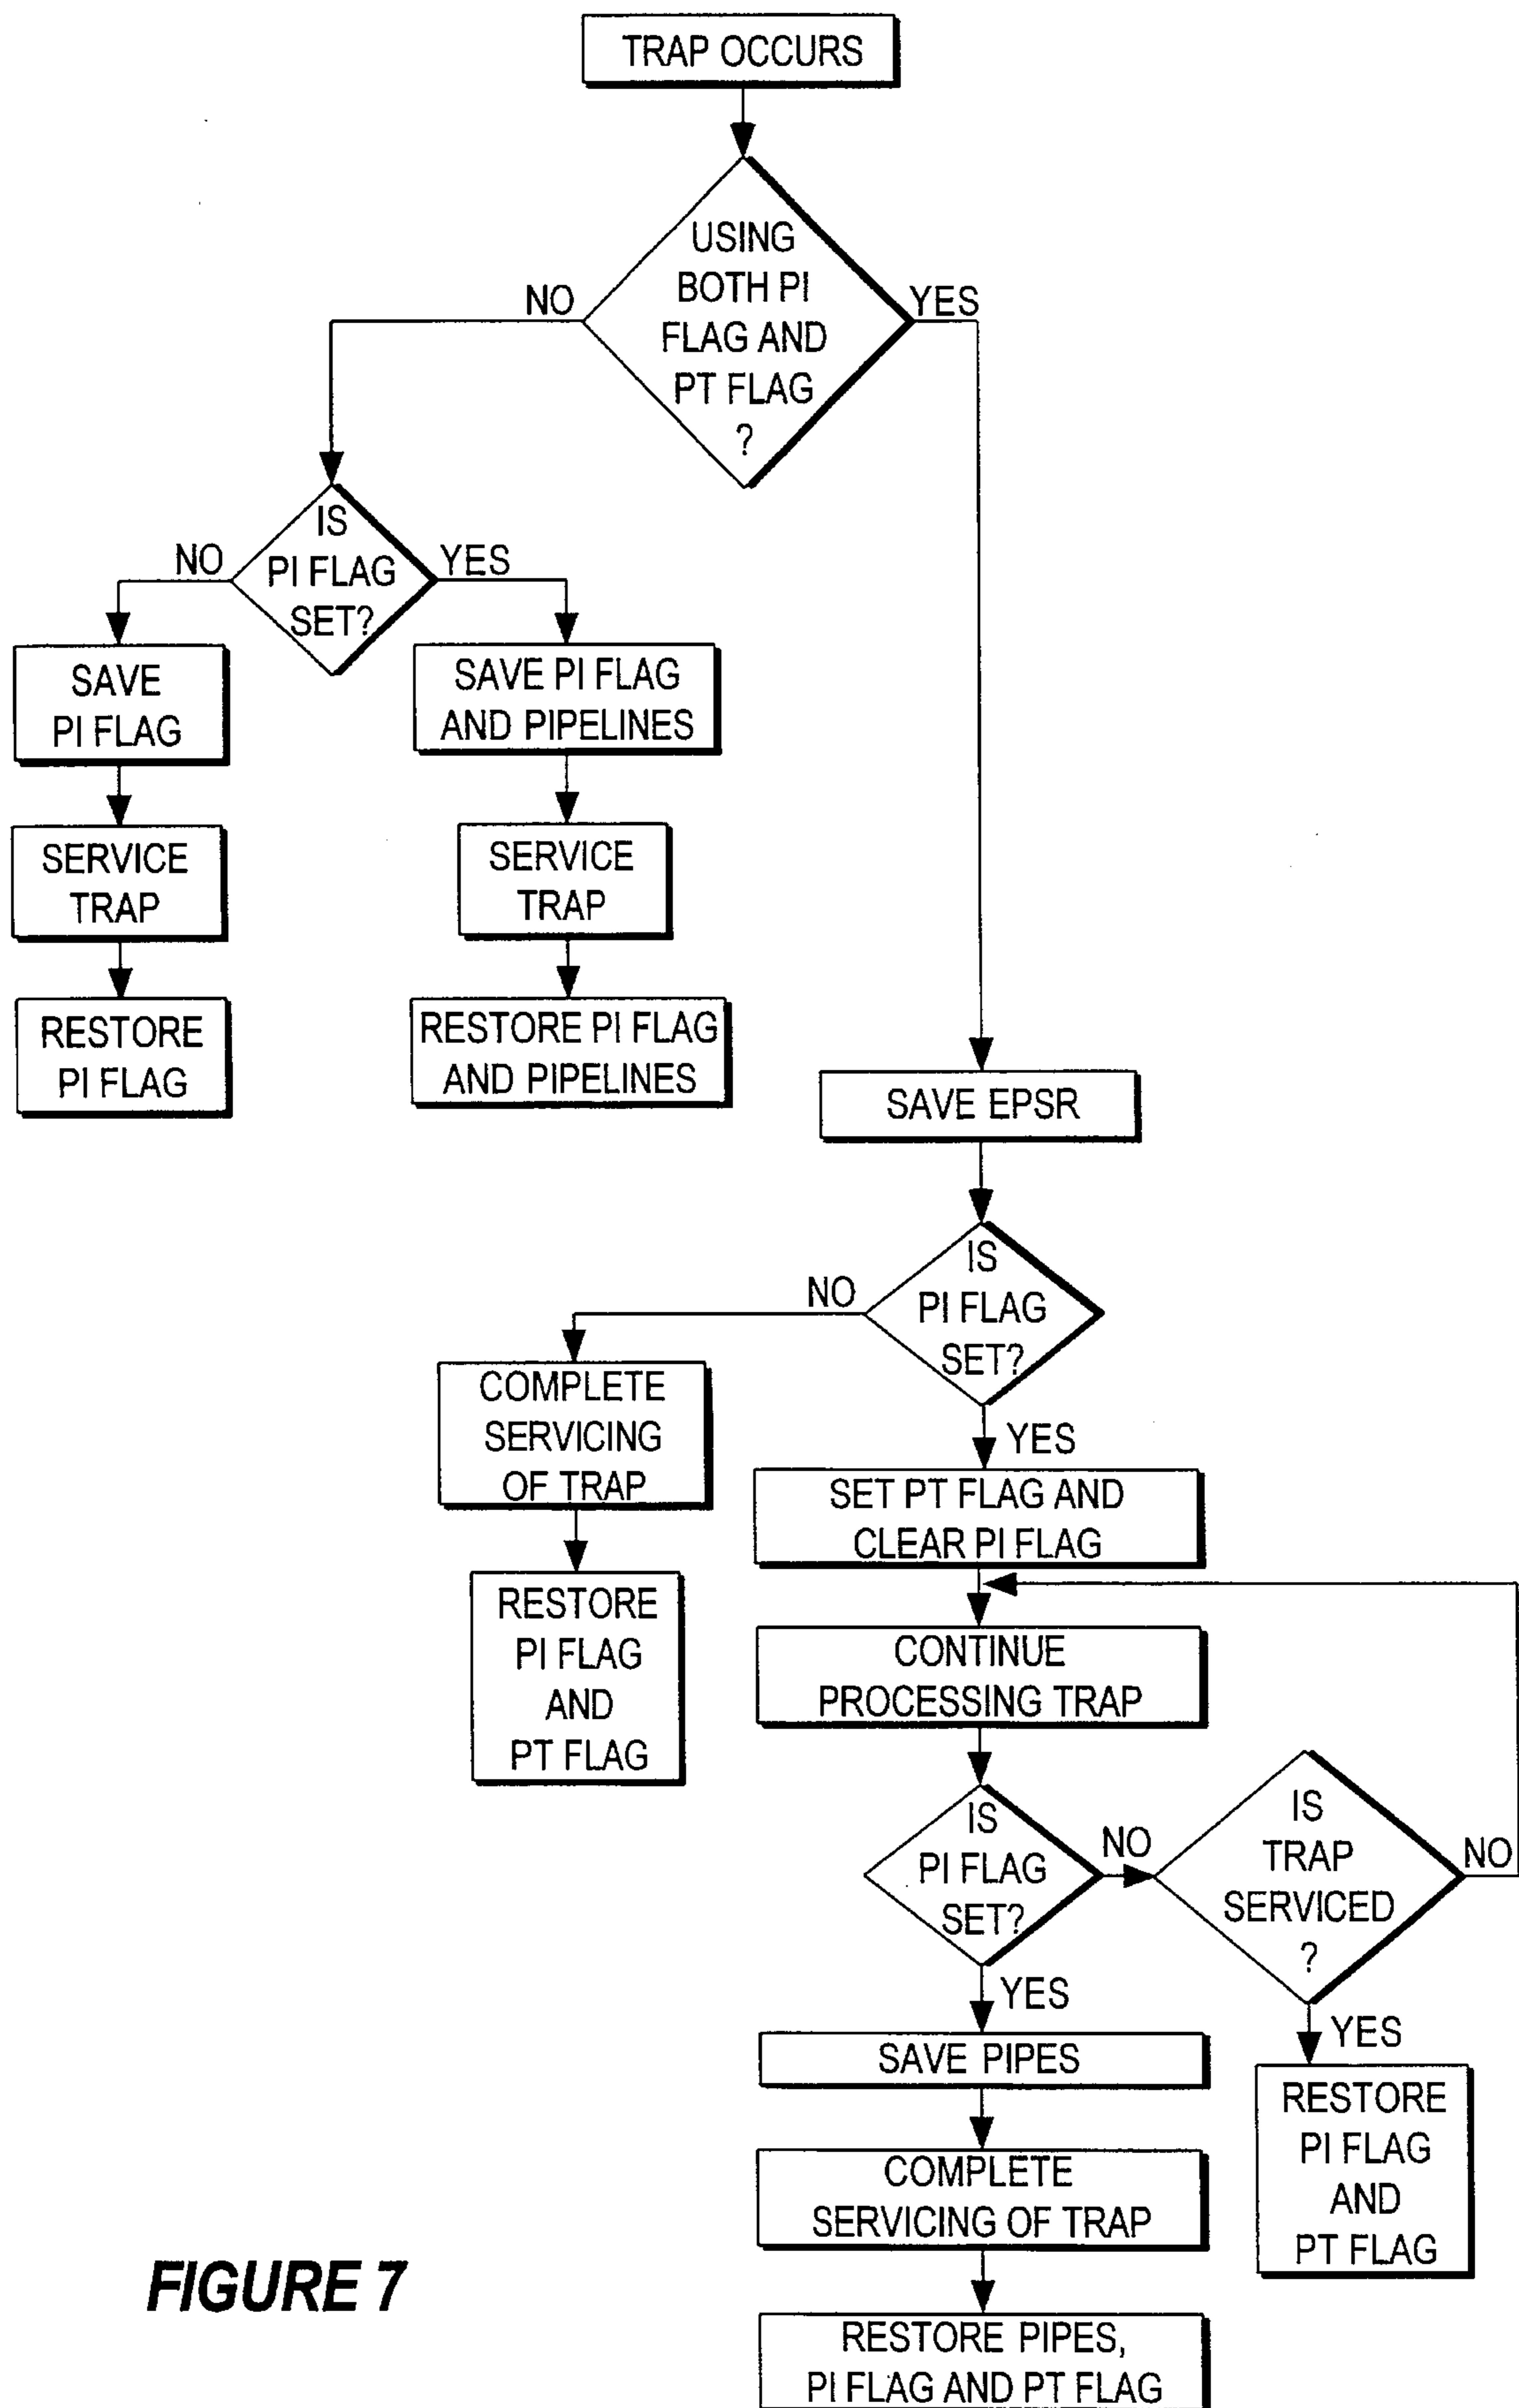 TRAP OCCURS
USING
BOTH PI
FLAG AND
PT FLAG
?
NO
YES
IS
PI FLAG
SET?
NO
YES
SAVE
PI FLAG
SAVE PI FLAG
AND PIPELINES
SERVICE
TRAP
SERVICE
TRAP
RESTORE
PI FLAG
RESTORE PI FLAG
AND PIPELINES
SAVE EPSR
IS
PI FLAG
SET?
NO
YES
COMPLETE
SERVICING
OF TRAP
SET PT FLAG AND
CLEAR PI FLAG
RESTORE
PI FLAG
AND
PT FLAG
CONTINUE
PROCESSING TRAP
IS
PI FLAG
SET?
NO
IS
TRAP
SERVICED
?
NO
YES
YES
SAVE PIPES
RESTORE
PI FLAG
AND
PT FLAG
COMPLETE
SERVICING OF TRAP
RESTORE PIPES,
PI FLAG AND PT FLAG
FIGURE 7